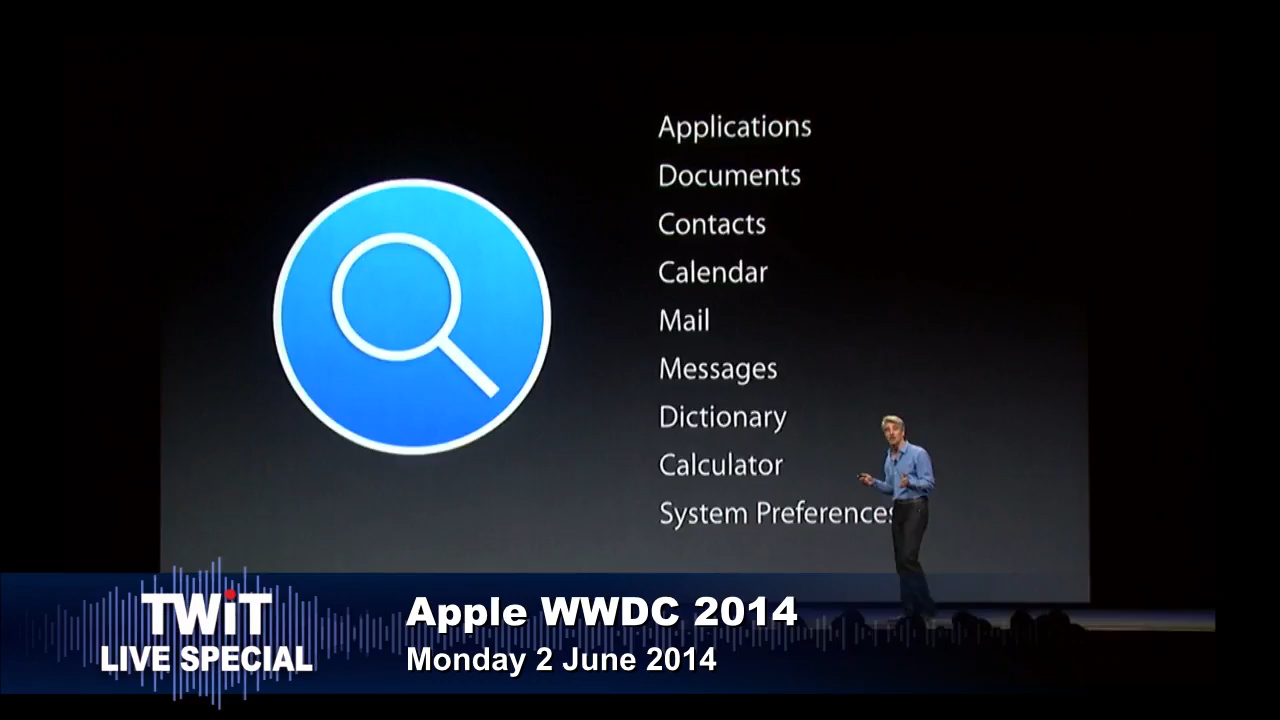 Applications
Documents
Contacts
Calendar
Mail
Messages
Dictionary
Calculator
System Preferences
TWiT
LIVE SPECIAL
Apple WWDC 2014
Monday 2 June 2014